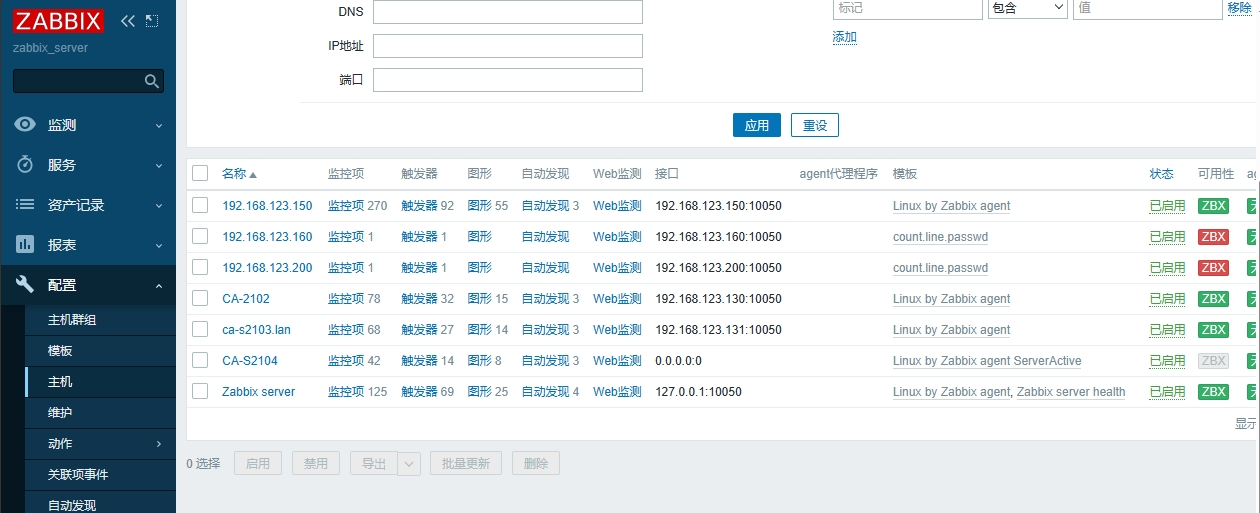 ZABBIX
zabbix_server
监测
服务
资产记录
报表
配置
主机群组
模板
主机
维护
动作
关联项事件
自动发现
DNS
IP地址
端口
标记 包含 值 移除
添加
应用 重设
名称 监控项 触发器 图形 自动发现 Web监测 接口 agent代理程序 模板 状态 可用性
192.168.123.150 监控项 270 触发器 92 图形 55 自动发现 3 Web监测 192.168.123.150:10050 Linux by Zabbix agent 已启用 ZBX
192.168.123.160 监控项 1 触发器 1 图形 自动发现 Web监测 192.168.123.160:10050 count.line.passwd 已启用 ZBX
192.168.123.200 监控项 1 触发器 1 图形 自动发现 Web监测 192.168.123.200:10050 count.line.passwd 已启用 ZBX
CA-2102 监控项 78 触发器 32 图形 15 自动发现 3 Web监测 192.168.123.130:10050 Linux by Zabbix agent 已启用 ZBX
ca-s2103.lan 监控项 68 触发器 27 图形 14 自动发现 3 Web监测 192.168.123.131:10050 Linux by Zabbix agent 已启用 ZBX
CA-S2104 监控项 42 触发器 14 图形 8 自动发现 3 Web监测 0.0.0.0:0 Linux by Zabbix agent ServerActive 已启用 ZBX
Zabbix server 监控项 125 触发器 69 图形 25 自动发现 4 Web监测 127.0.0.1:10050 Linux by Zabbix agent, Zabbix server health 已启用 ZBX
显示
0 选择 启用 禁用 导出 批量更新 删除